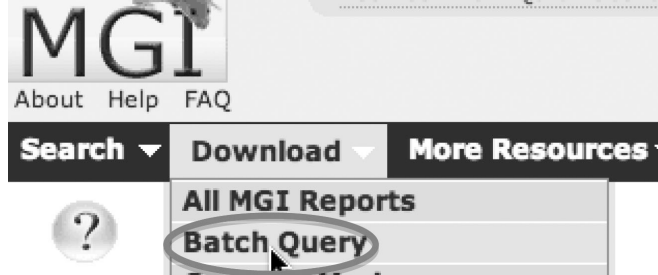 MGI
About Help FAQ
Search Download More Resources
All MGI Reports
?
Batch Query